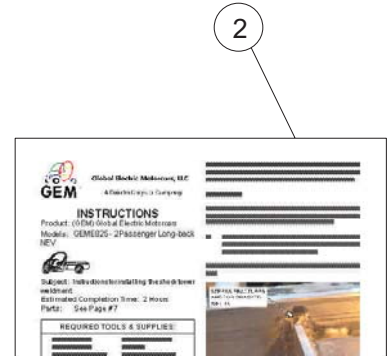 2
GEM
Global Electric Motorcars, LLC
A DaimlerChrysler Company
INSTRUCTIONS
Product: (GEM) Global Electric Motorcars
Models: GEME825- 2Passenger Long-back
NEV
Subject: Instructions for installing the shock tower
weldment
Estimated Completion Time: 2 Hours
Parts: See Page #7
REQUIRED TOOLS & SUPPLIES: